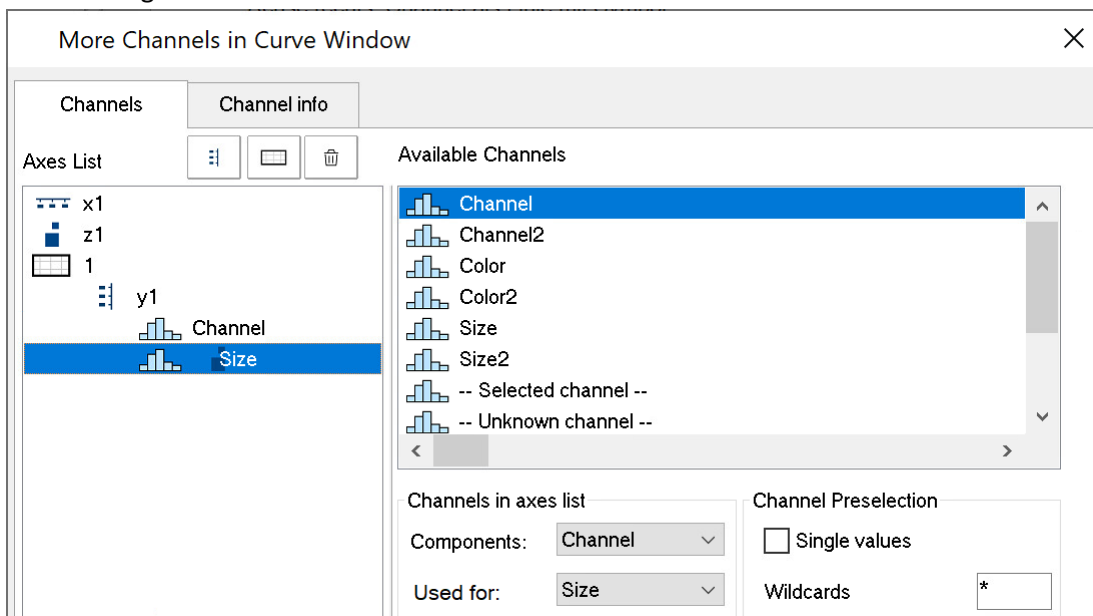 More Channels in Curve Window
Channels
Channel info
Axes List
x1
z1
1
y1
Channel
Size
Available Channels
Channel
Channel2
Color
Color2
Size
Size2
-- Selected channel --
-- Unknown channel --
Channels in axes list
Components:
Channel
Used for:
Size
Channel Preselection
Single values
Wildcards
*